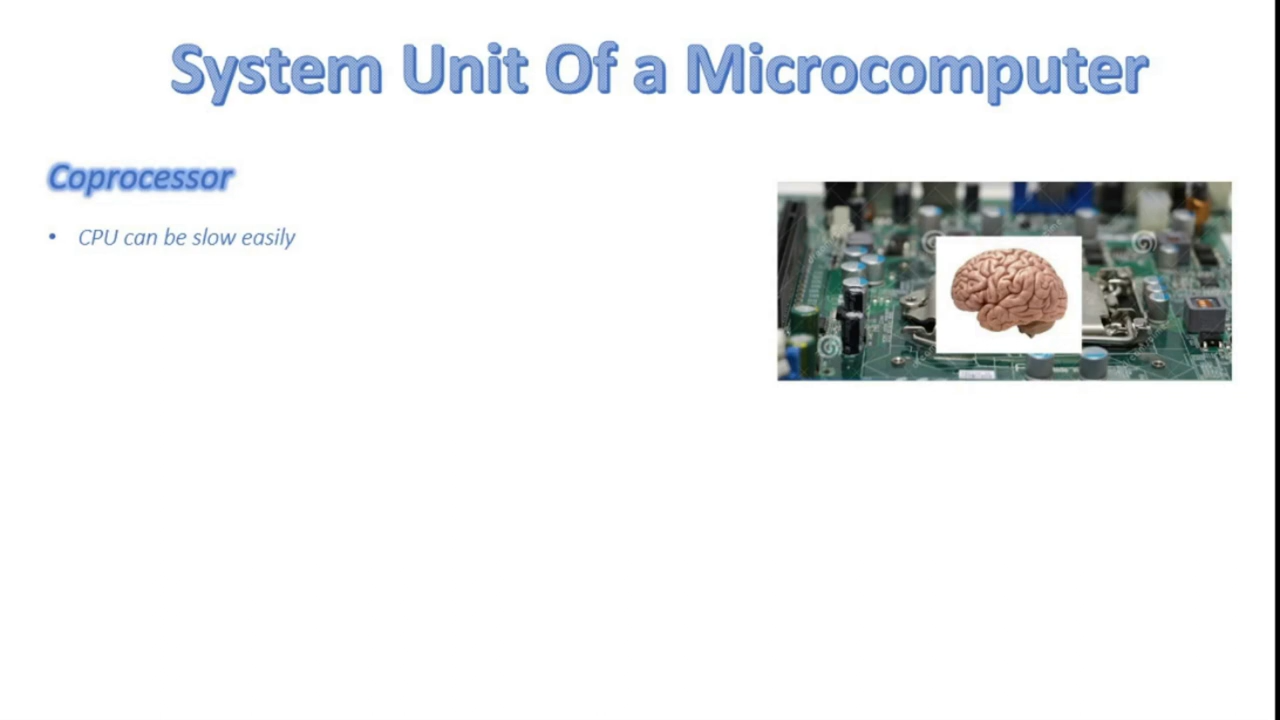 System Unit Of a Microcomputer
Coprocessor
• CPU can be slow easily